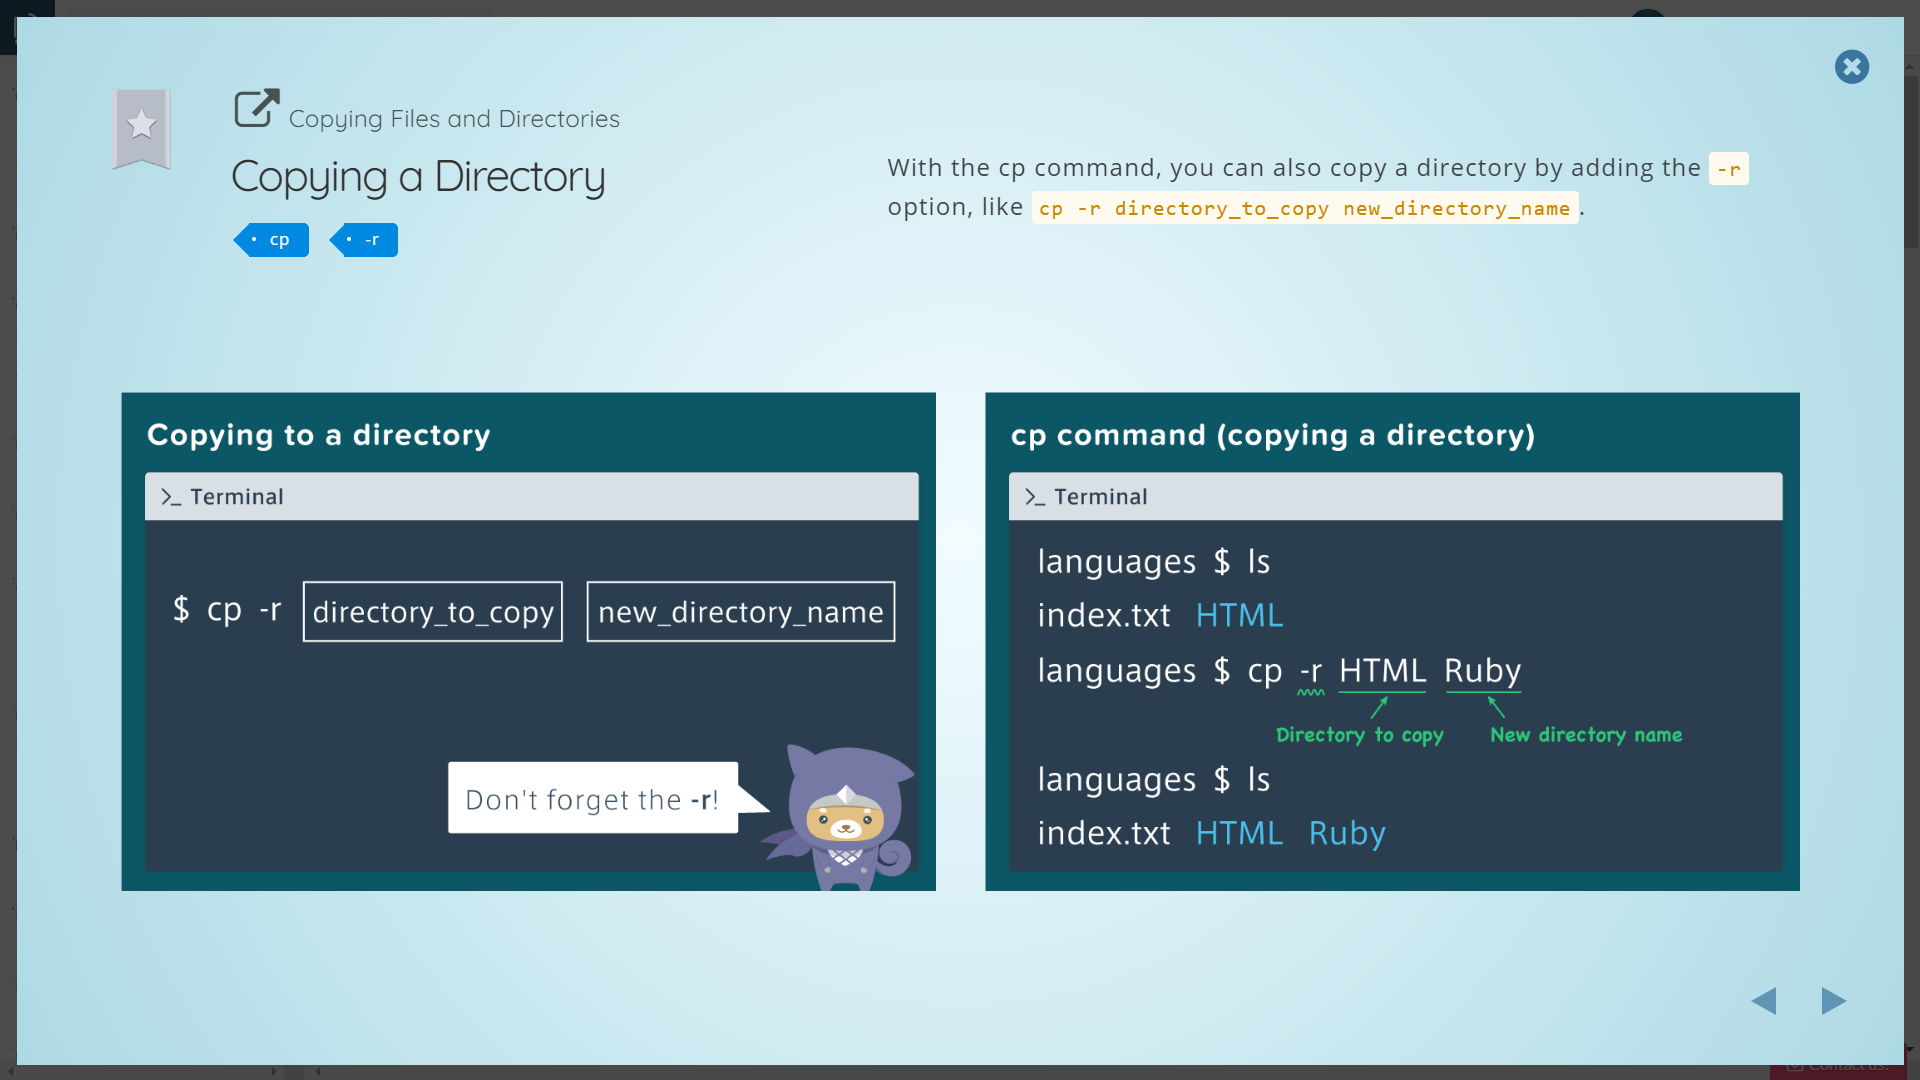 Copying Files and Directories
Copying a Directory
cp -r
With the cp command, you can also copy a directory by adding the -r
option, like cp -r directory_to_copy new_directory_name.
Copying to a directory
>_ Terminal
$ cp -r directory_to_copy new_directory_name
Don't forget the -r!
cp command (copying a directory)
>_ Terminal
languages $ ls
index.txt HTML
languages $ cp -r HTML Ruby
Directory to copy New directory name
languages $ ls
index.txt HTML Ruby
Contact us!